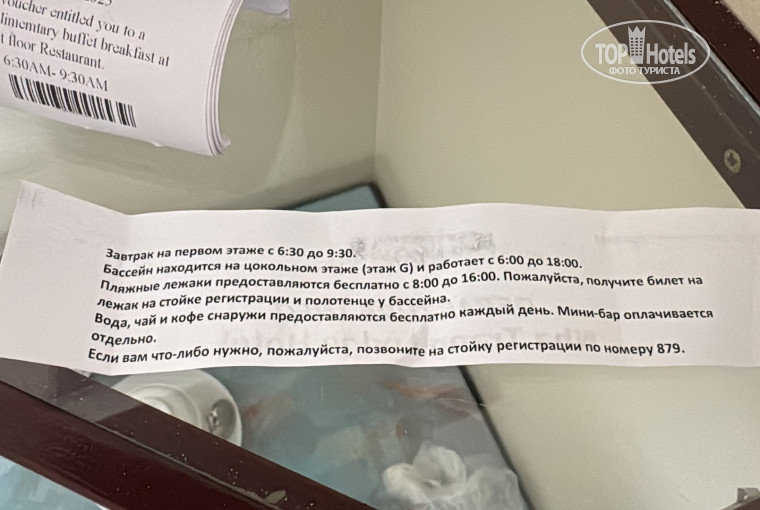 voucher entitled you to a
buffet breakfast at
floor Restaurant.
6:30AM- 9:30AM
TOP Hotels
ФОТО ТУРИСТА
Завтрак на первом этаже с 6:30 до 9:30.
Бассейн находится на цокольном этаже (этаж G) и работает с 6:00 до 18:00.
Пляжные лежаки предоставляются бесплатно с 8:00 до 16:00. Пожалуйста, получите билет на
лежак на стойке регистрации и полотенце у бассейна.
Вода, чай и кофе снаружи предоставляются бесплатно каждый день. Мини-бар оплачивается
отдельно.
Если вам что-либо нужно, пожалуйста, позвоните на стойку регистрации по номеру 879.